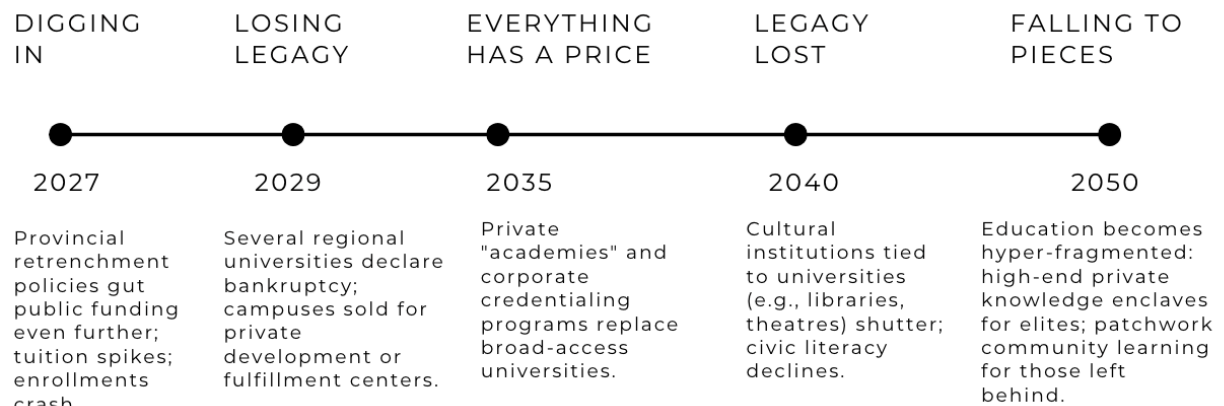 DIGGING
IN
LOSING
LEGACY
EVERYTHING
HAS A PRICE
LEGACY
LOST
FALLING TO
PIECES
2027
2029
2035
2040
2050
Provincial
retrenchment
policies gut
public funding
even further;
tuition spikes;
enrollments
crash
Several regional
universities declare
bankruptcy;
campuses sold for
private
development or
fulfillment centers.
Private
"academies" and
corporate
credentialing
programs replace
broad-access
universities.
Cultural
institutions tied
to universities
(e.g., libraries,
theatres) shutter;
civic literacy
declines.
Education becomes
hyper-fragmented:
high-end private
knowledge enclaves
for elites; patchwork
community learning
for those left
behind.